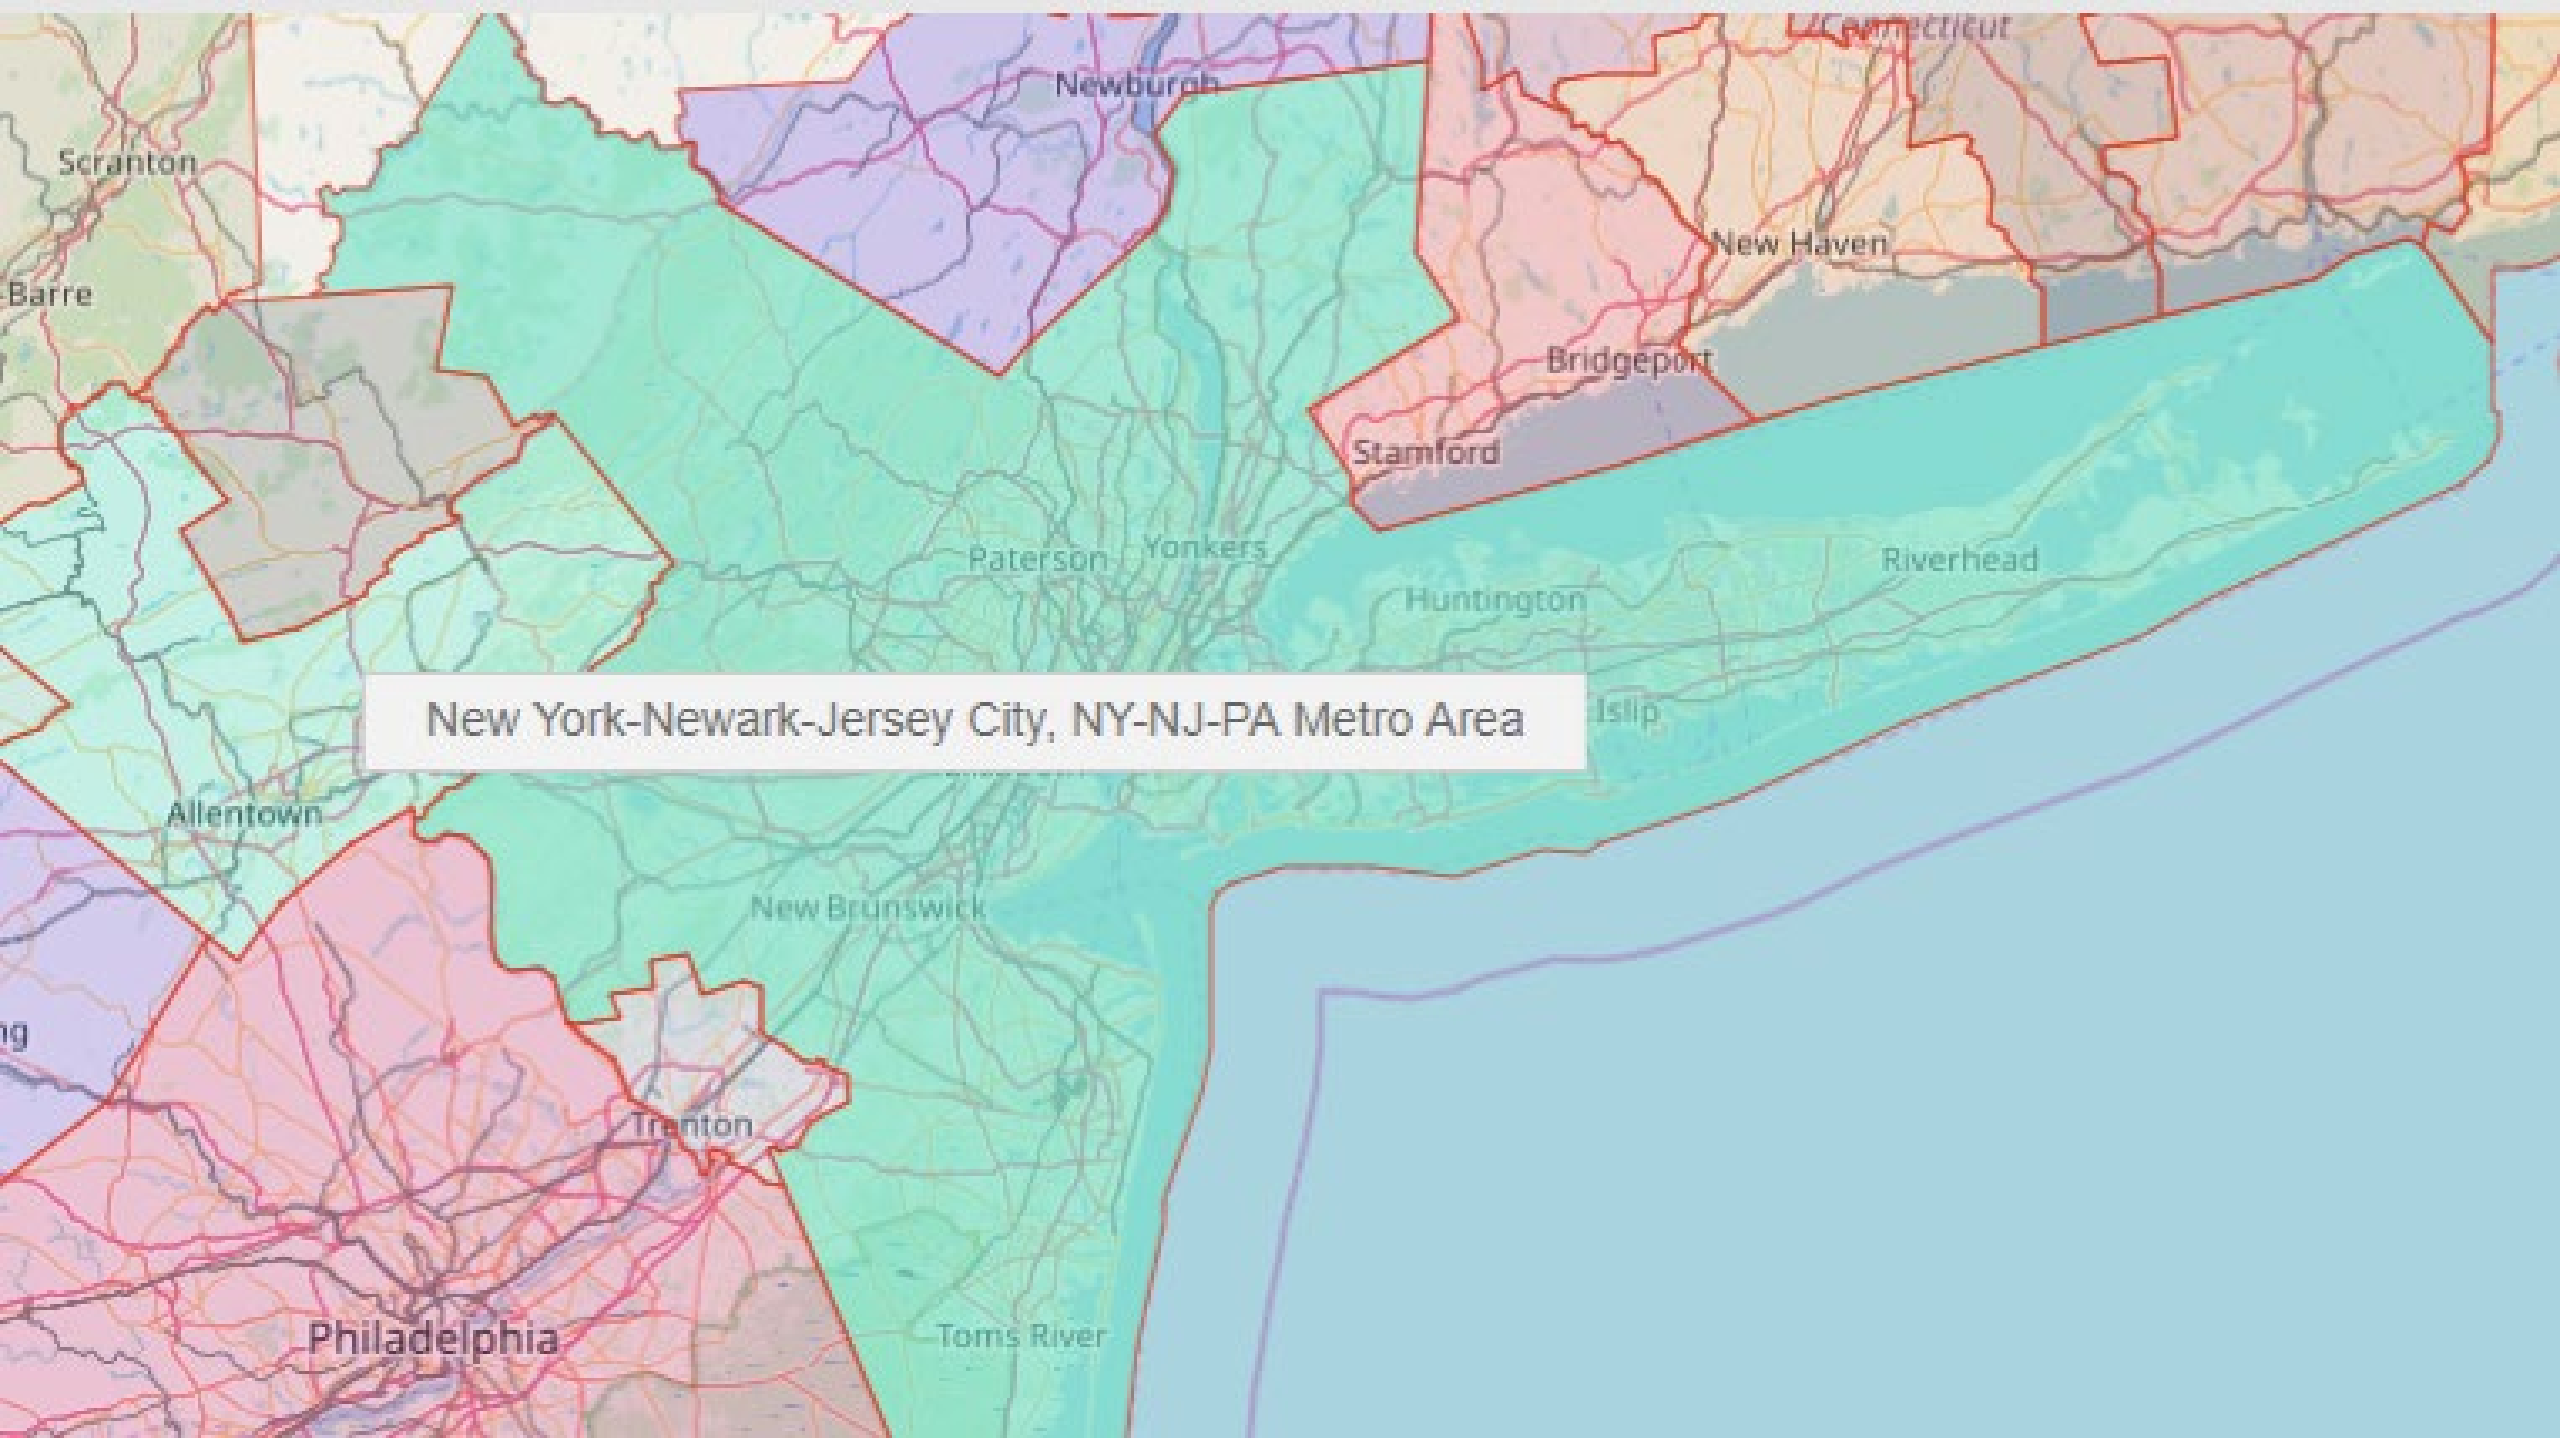 Connecticut
Newburgh
Scranton
New Haven
-Barre
Bridgeport
Stamford
Paterson
Yonkers
Riverhead
Huntington
New York-Newark-Jersey City, NY-NJ-PA Metro Area
Islip
Allentown
New Brunswick
ng
Trenton
Philadelphia
Toms River